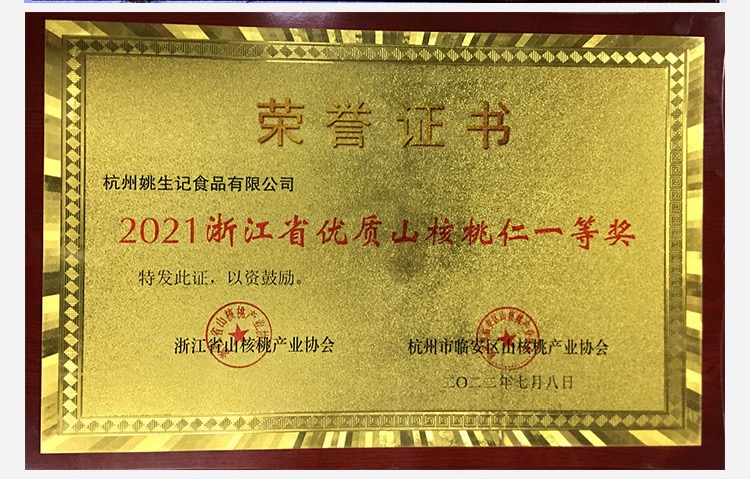 荣誉证书
杭州姚生记食品有限公司
2021浙江省优质山核桃仁一等奖
特发此证，以资鼓励。
浙江省山核桃产业协会
杭州市临安区山核桃产业协会
二〇二二年七月八日